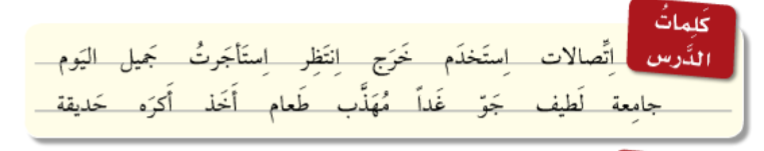 كَلِماتُ
الدَّرس
اِتِّصالات اِستَخدَم خَرَج اِنتَظِر اِستَأجَرتُ جَميل اليَوم
جامِعة لَطيف جَوّ غَداً مُهَذَّب طَعام أَخَذ أَكرَه حَديقة